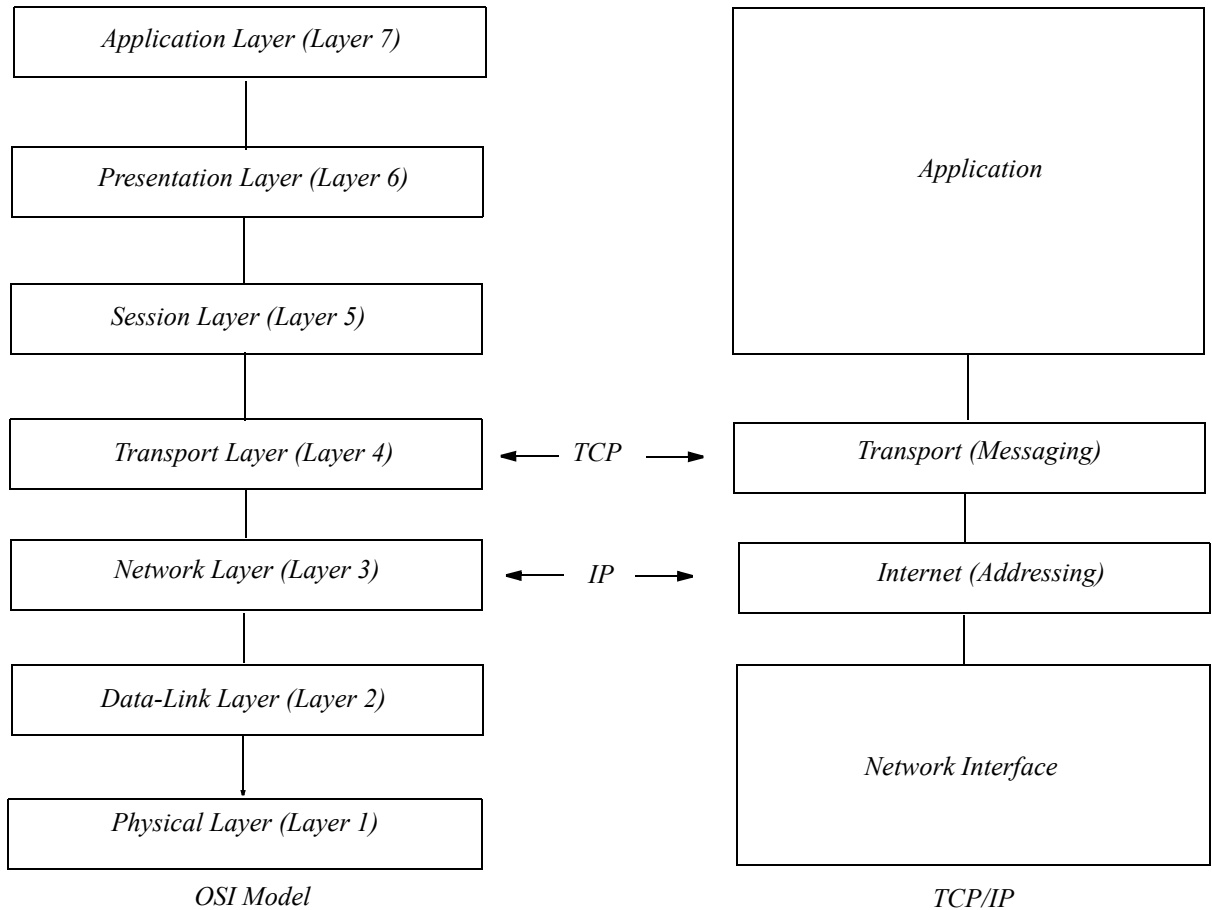 Application Layer (Layer 7)
Presentation Layer (Layer 6)
Application
Session Layer (Layer 5)
Transport Layer (Layer 4)
TCP
Transport (Messaging)
Network Layer (Layer 3)
IP
Internet (Addressing)
Data-Link Layer (Layer 2)
Network Interface
Physical Layer (Layer 1)
OSI Model
TCP/IP